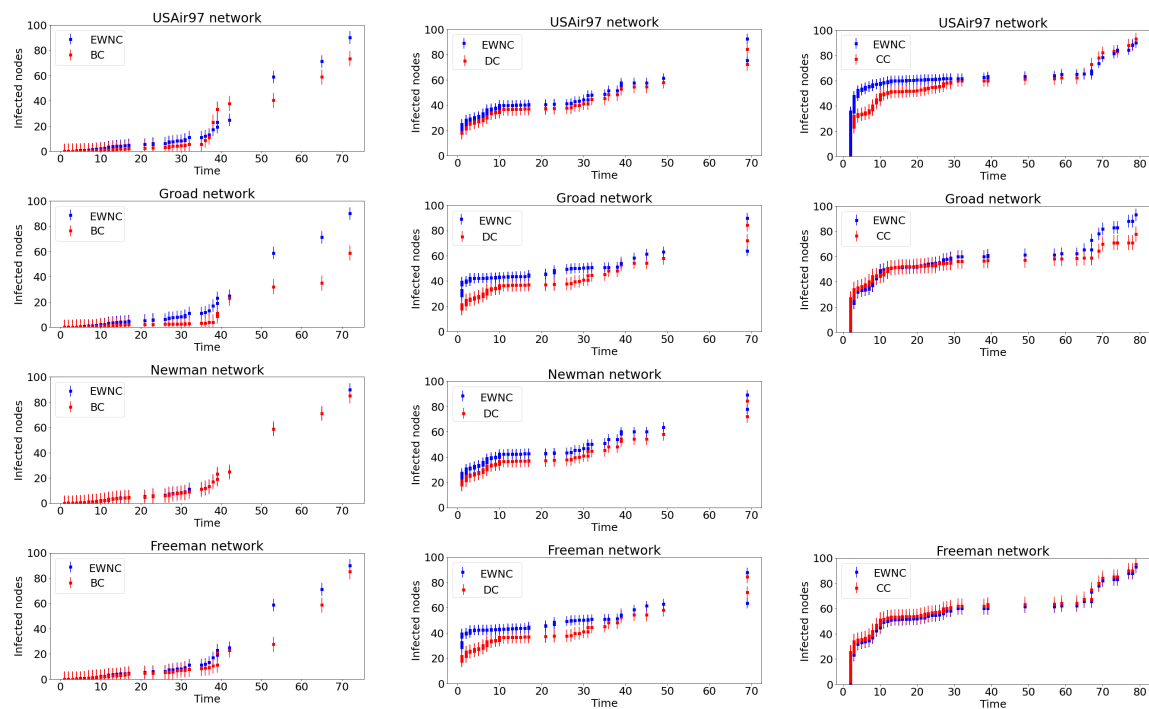 USAir97 network
Infected nodes
100
80
60
40
20
0
EWNC
BC
0 10 20 30 40 50 60 70
Time
USAir97 network
Infected nodes
100
80
60
40
20
0
EWNC
DC
0 10 20 30 40 50 60 70
Time
USAir97 network
Infected nodes
100
80
60
40
20
0
EWNC
CC
0 10 20 30 40 50 60 70 80
Time
Groad network
Infected nodes
100
80
60
40
20
0
EWNC
BC
0 10 20 30 40 50 60 70
Time
Groad network
Infected nodes
100
80
60
40
20
0
EWNC
DC
0 10 20 30 40 50 60 70
Time
Groad network
Infected nodes
100
80
60
40
20
0
EWNC
CC
0 10 20 30 40 50 60 70 80
Time
Newman network
Infected nodes
100
80
60
40
20
0
EWNC
BC
0 10 20 30 40 50 60 70
Time
Newman network
Infected nodes
100
80
60
40
20
0
EWNC
DC
0 10 20 30 40 50 60 70
Time
Freeman network
Infected nodes
100
80
60
40
20
0
EWNC
BC
0 10 20 30 40 50 60 70
Time
Freeman network
Infected nodes
100
80
60
40
20
0
EWNC
DC
0 10 20 30 40 50 60 70
Time
Freeman network
Infected nodes
100
80
60
40
20
0
EWNC
CC
0 10 20 30 40 50 60 70 80
Time